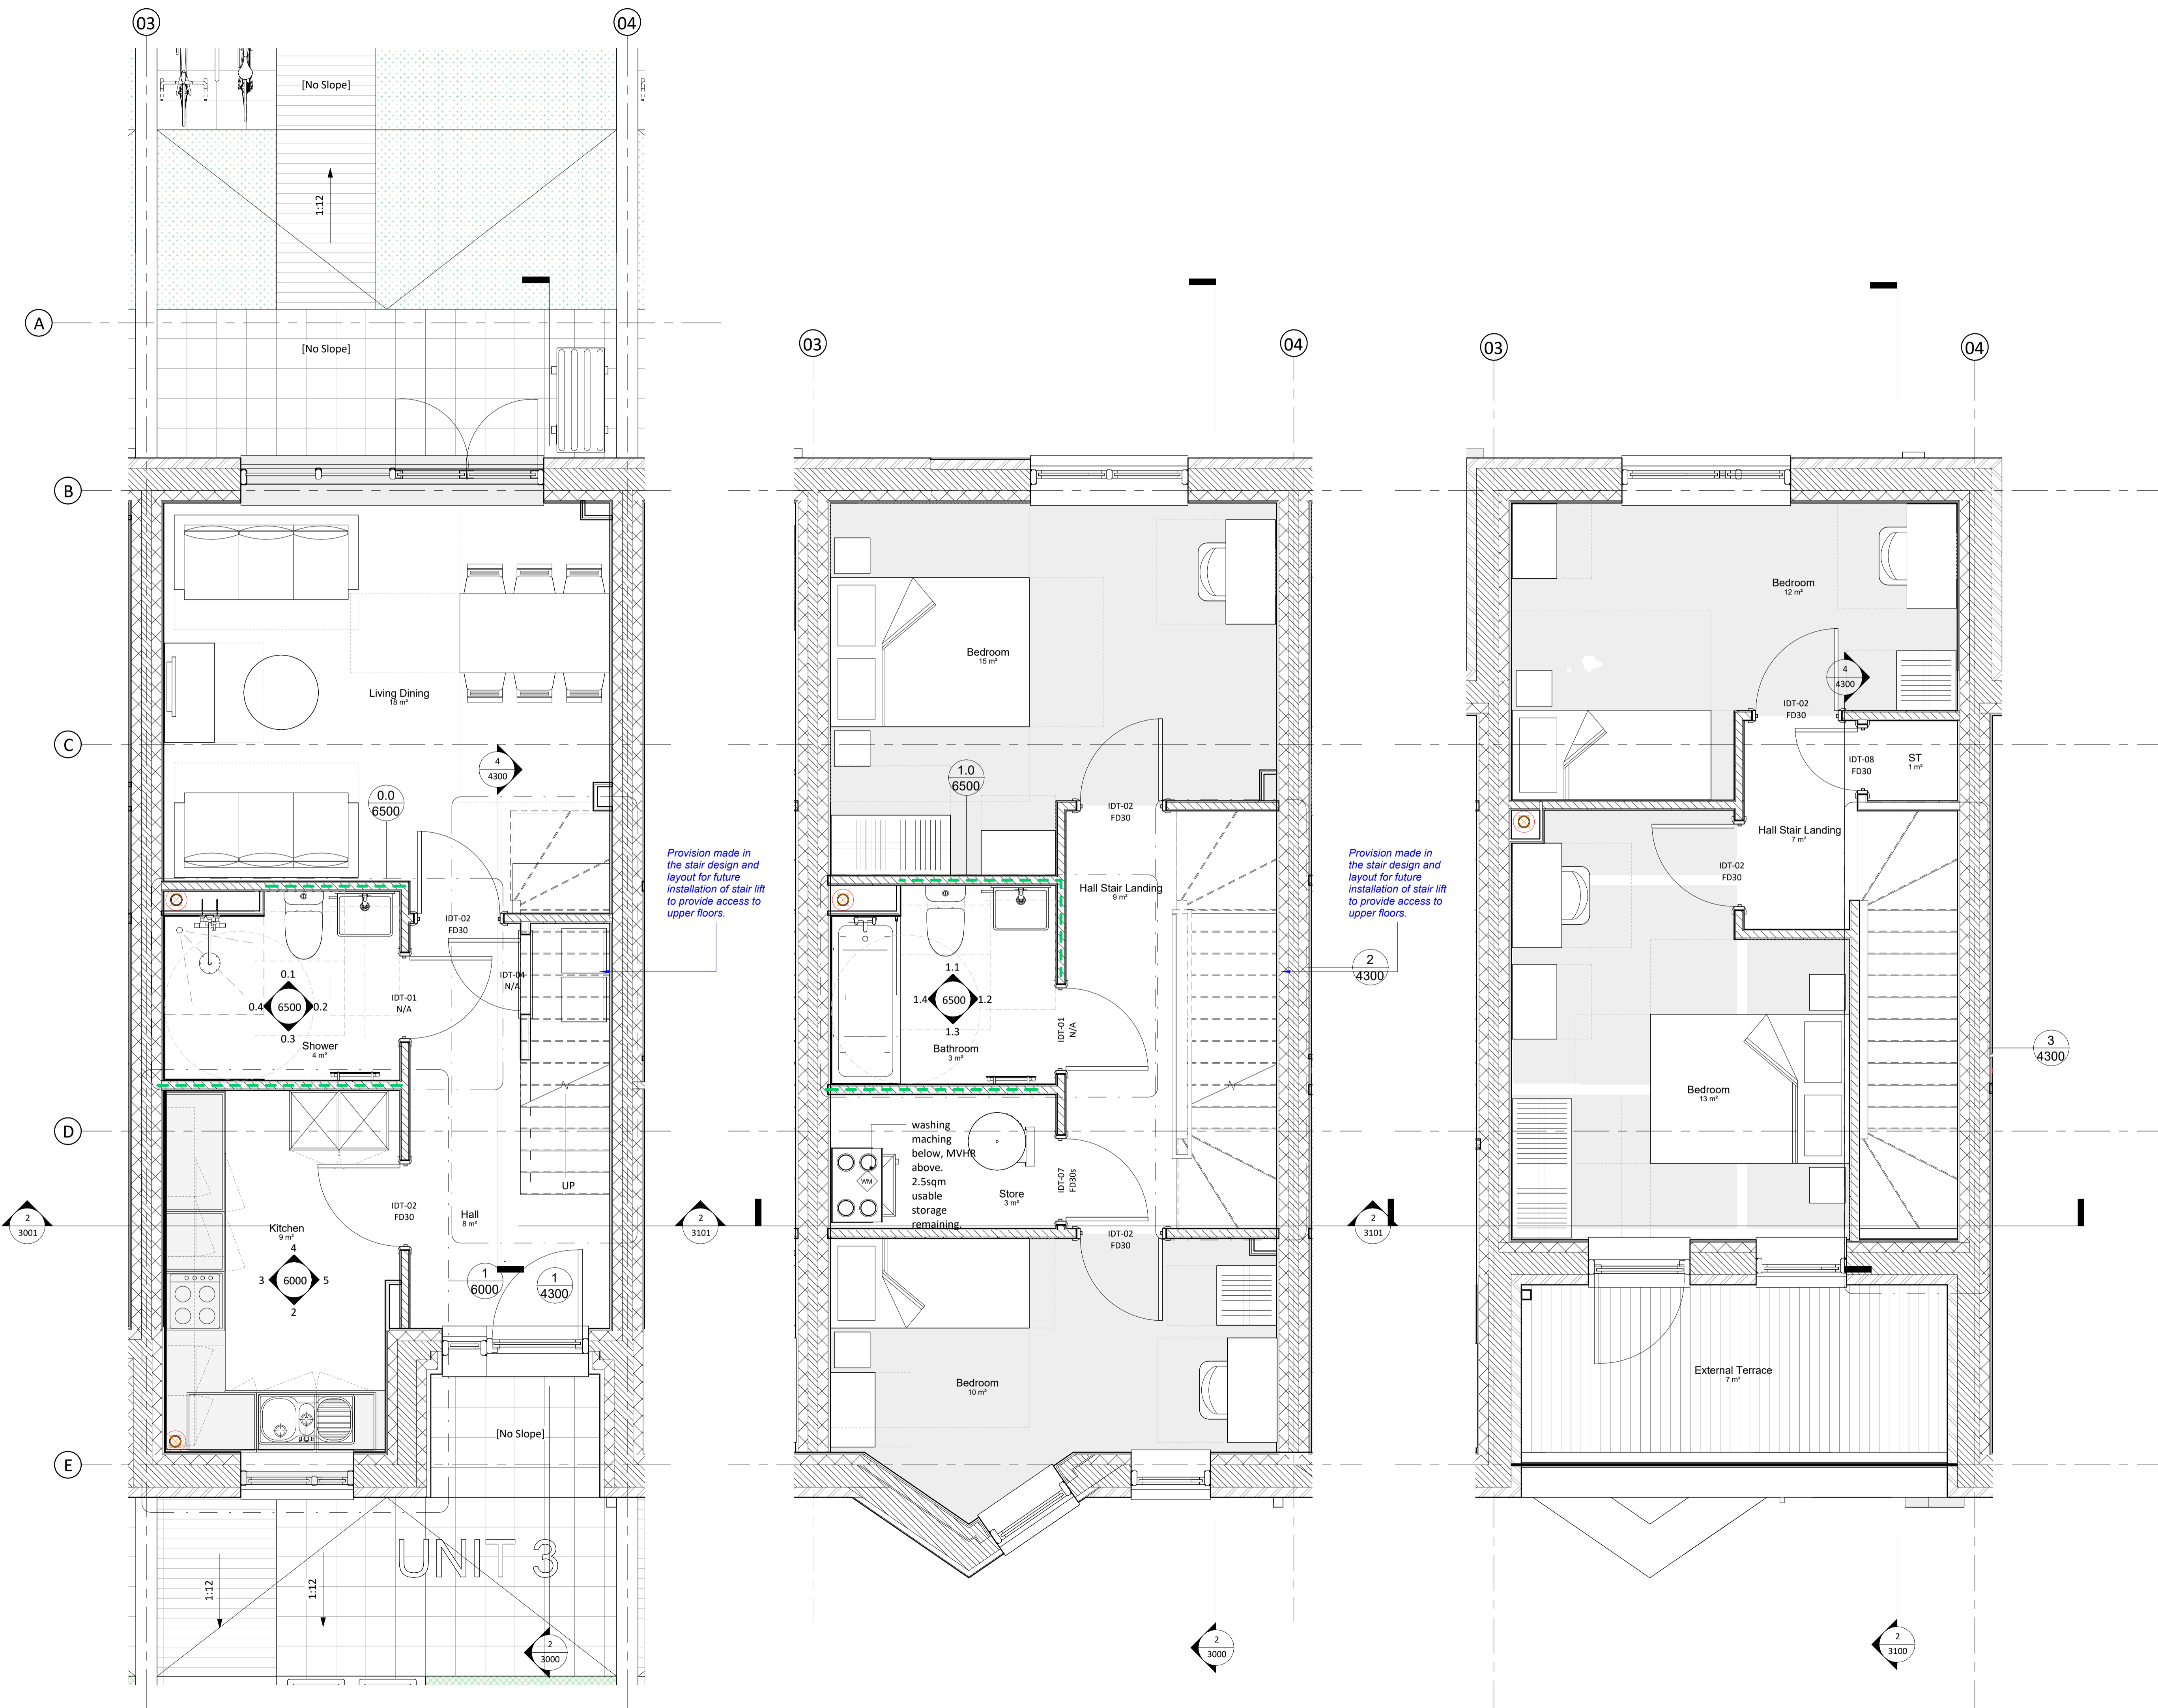 03
04
[No Slope]
1:12
A
[No Slope]
B
Living Dining
18 m²
C
4
4300
0.0
6500
IDT-02
FD30
IDT-04
N/A
IDT-01
N/A
0.1
0.4
6500
0.2
0.3
Shower
4 m²
Provision made in
the stair design and
layout for future
installation of stair lift
to provide access to
upper floors.
D
UP
IDT-02
FD30
Hall
8 m²
2
3001
Kitchen
9 m²
4
3
6000
5
2
1
6000
1
4300
2
3101
[No Slope]
E
UNIT 3
1:12
1:12
2
3000
03
04
Bedroom
15 m²
1.0
6500
IDT-02
FD30
Hall Stair Landing
9 m²
1.1
1.4
6500
1.2
1.3
Bathroom
3 m²
IDT-01
N/A
2
4300
Provision made in
the stair design and
layout for future
installation of stair lift
to provide access to
upper floors.
washing
maching
below, MVHR
above.
2.5sqm
usable
storage
remaining.
WM
Store
3 m²
IDT-07
FD30s
IDT-02
FD30
2
3101
Bedroom
10 m²
2
3000
03
04
Bedroom
12 m²
4
4300
IDT-02
FD30
IDT-08
FD30
ST
1 m²
Hall Stair Landing
7 m²
IDT-02
FD30
3
4300
Bedroom
13 m²
External Terrace
7 m²
2
3100